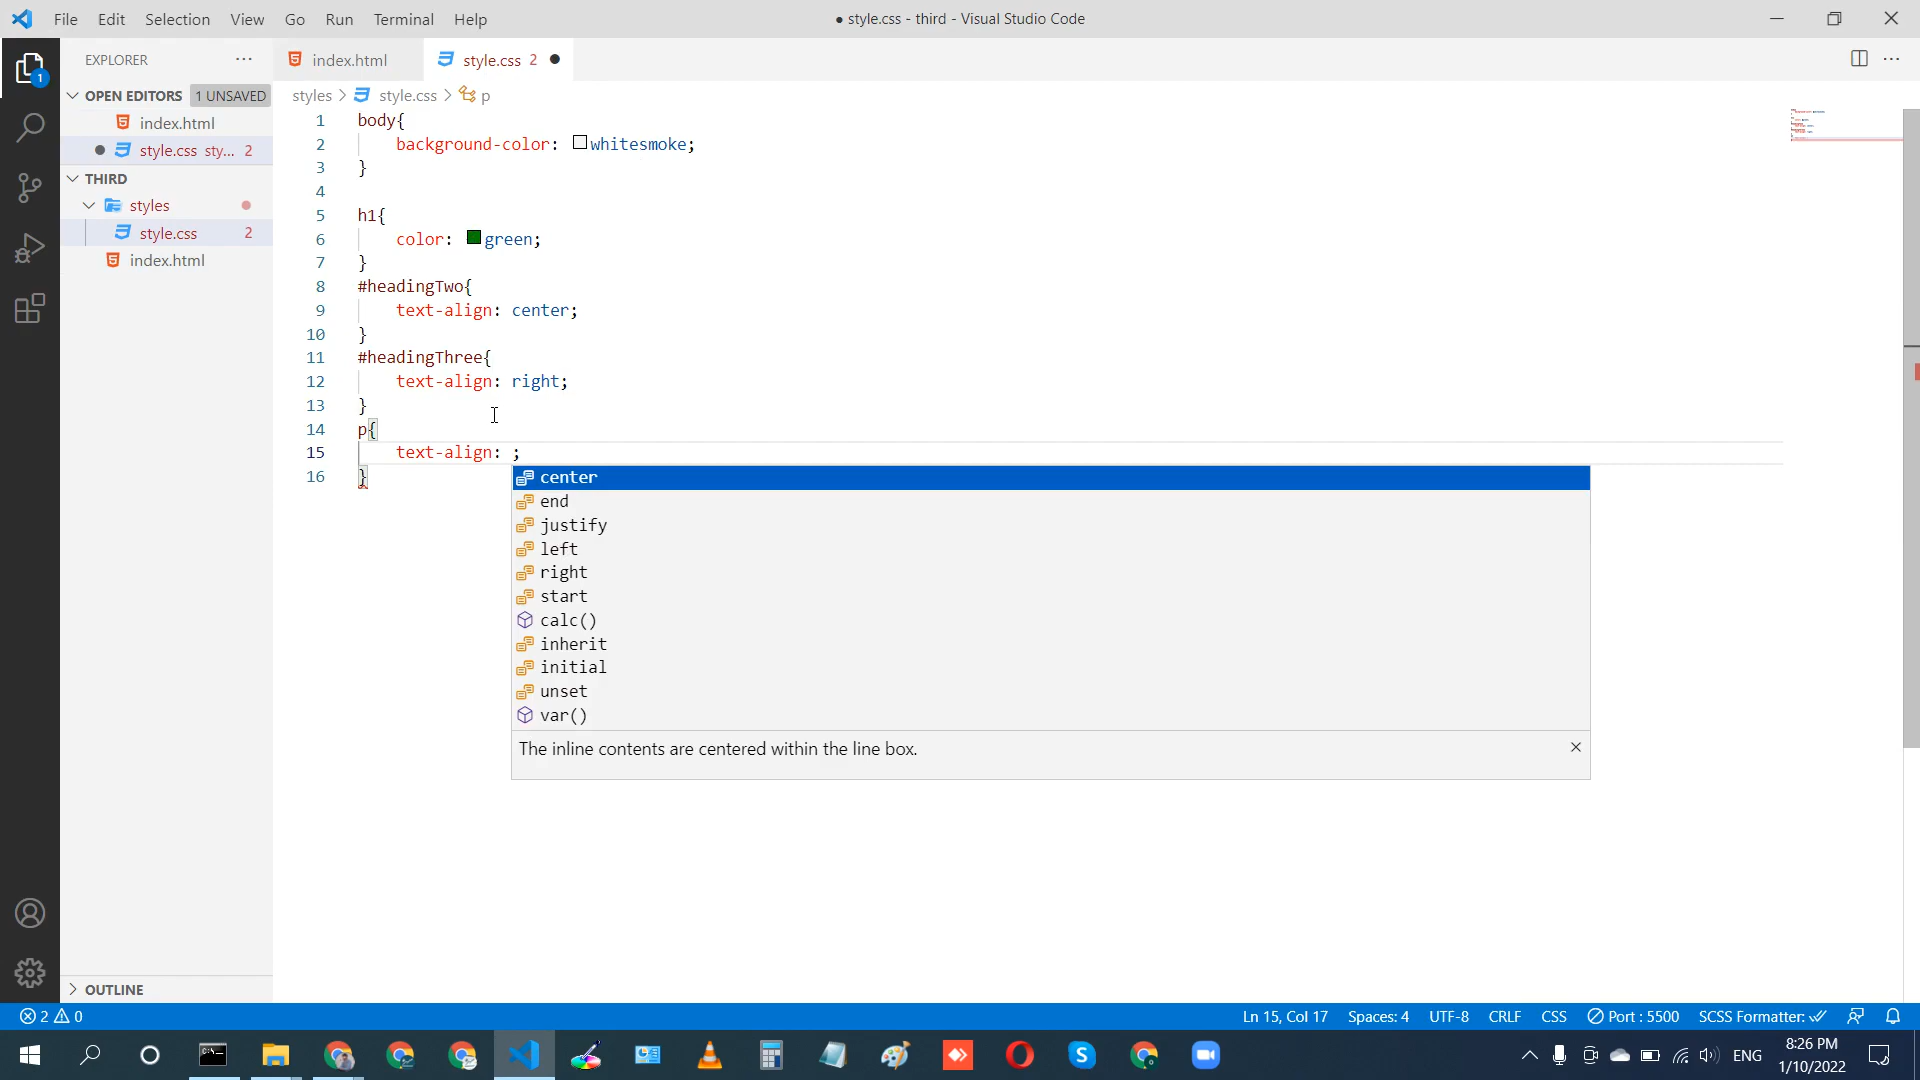 File Edit Selection View Go Run Terminal Help
● style.css - third - Visual Studio Code
EXPLORER
index.html
style.css 2
OPEN EDITORS 1 UNSAVED
styles > style.css > p
index.html
style.css sty... 2
THIRD
styles
style.css 2
index.html
1 body{
2 background-color: whitesmoke;
3 }
4
5 h1{
6 color: green;
7 }
8 #headingTwo{
9 text-align: center;
10 }
11 #headingThree{
12 text-align: right;
13 }
14 p{
15 text-align: ;
16 }
center
end
justify
left
right
start
calc()
inherit
initial
unset
var()
The inline contents are centered within the line box.
OUTLINE
1
2 0
Ln 15, Col 17 Spaces: 4 UTF-8 CRLF CSS Port : 5500 SCSS Formatter:
ENG
8:26 PM
1/10/2022